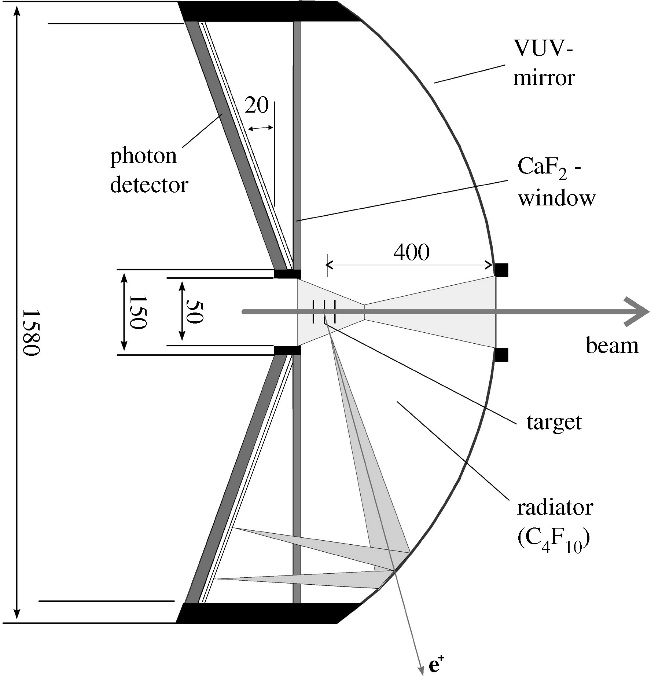 VUV-
mirror
20
photon
detector
CaF2 -
window
400
1580
150
50
beam
target
radiator
(C4F10)
e+